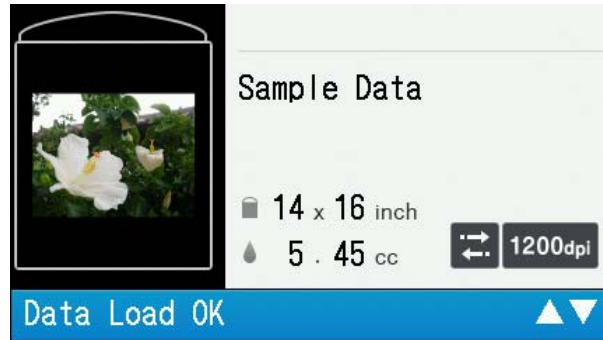 Sample Data
14 x 16 inch
5 . 45 cc
1200dpi
Data Load OK